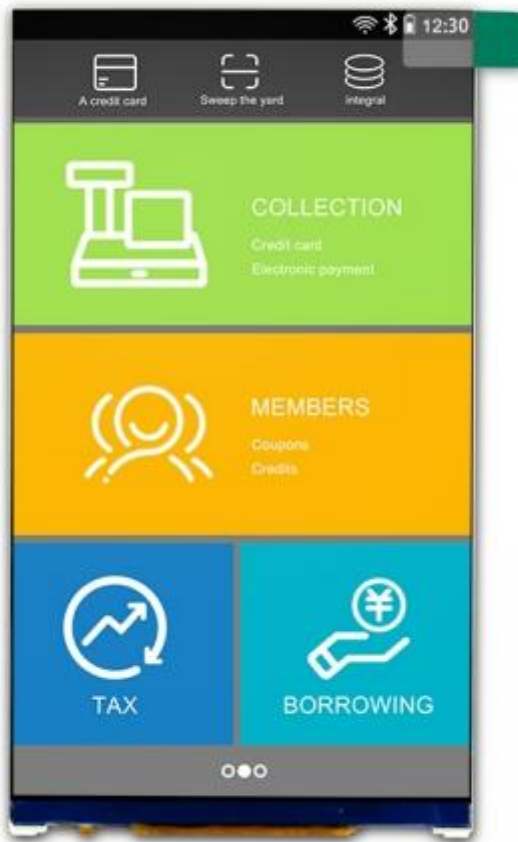 12:30
A credit card
Sweep the yard
integral
COLLECTION
Credit card
Electronic payment
MEMBERS
Coupons
Credits
¥
TAX
BORROWING